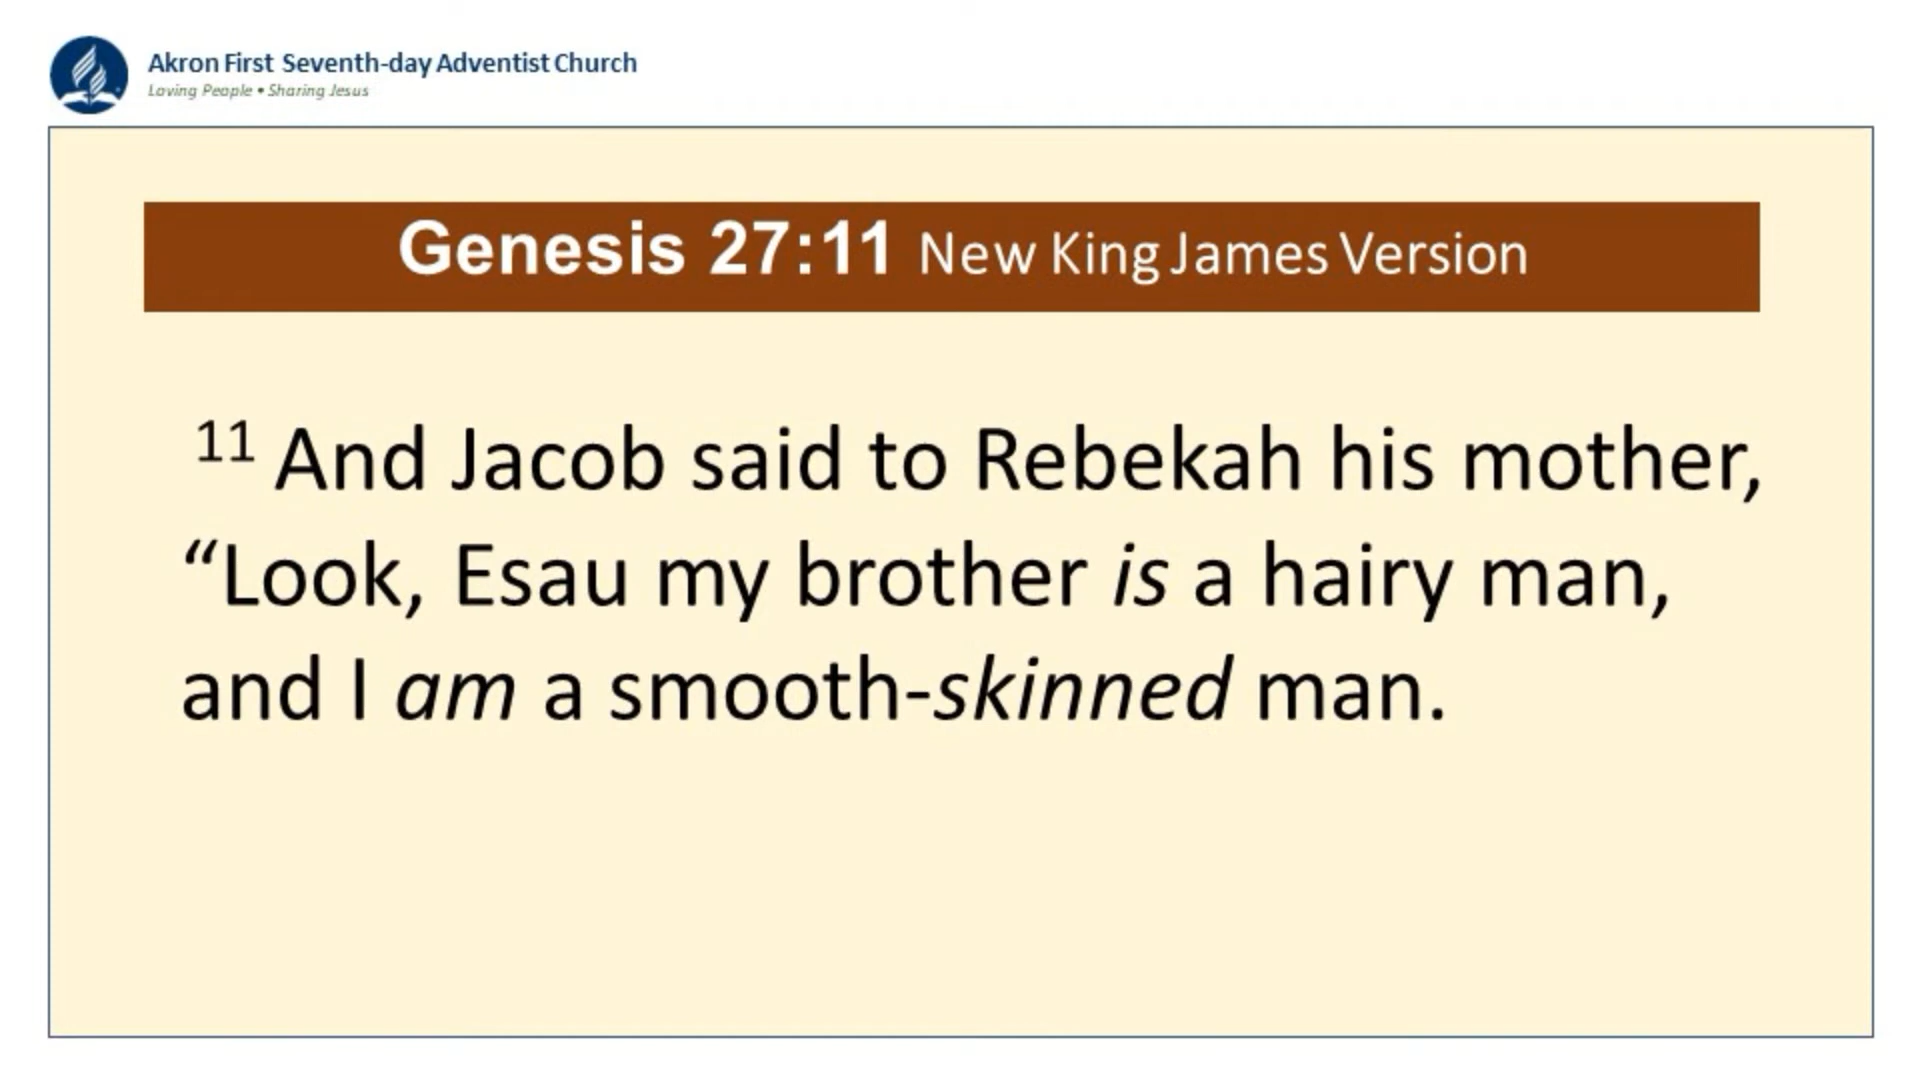 Akron First Seventh-day Adventist Church
Loving People • Sharing Jesus
Genesis 27:11 New King James Version
11 And Jacob said to Rebekah his mother,
“Look, Esau my brother is a hairy man,
and I am a smooth-skinned man.